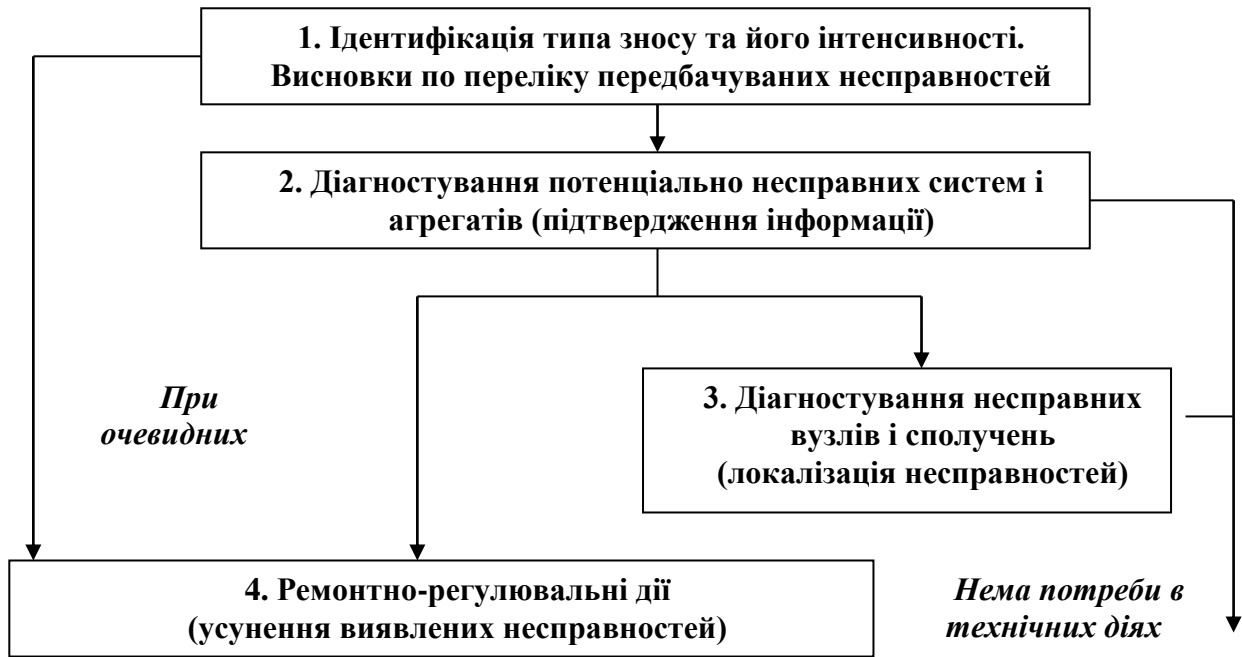 1. Ідентифікація типа зносу та його інтенсивності.
Висновки по переліку передбачуваних несправностей
2. Діагностування потенціально несправних систем і
агрегатів (підтвердження інформації)
При
очевидних
3. Діагностування несправних
вузлів і сполучень
(локалізація несправностей)
4. Ремонтно-регулювальні дії
(усунення виявлених несправностей)
Нема потреби в
технічних діях